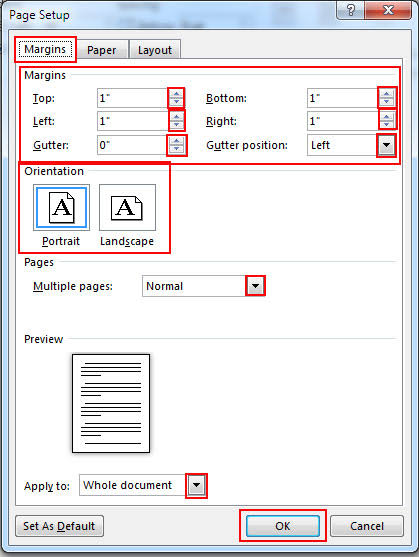 Page Setup
Margins Paper Layout
Margins
Top: 1" Bottom: 1"
Left: 1" Right: 1"
Gutter: 0" Gutter position: Left
Orientation
A A
Portrait Landscape
Pages
Multiple pages: Normal
Preview
Apply to: Whole document
Set As Default OK Cancel